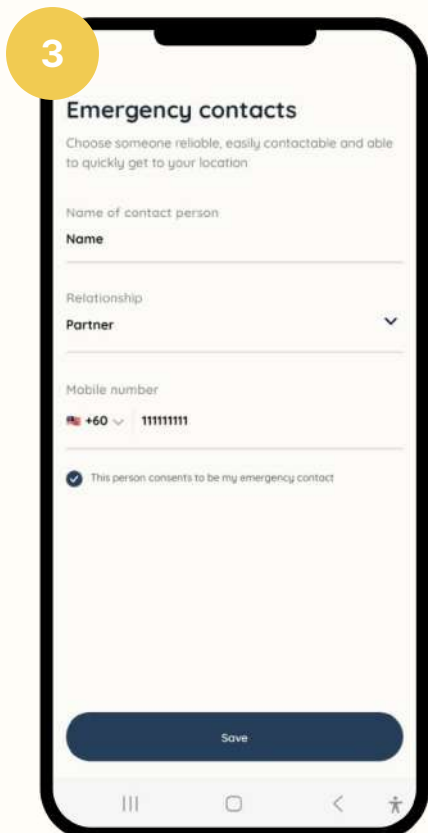 3
Emergency contacts
Choose someone reliable, easily contactable and able
to quickly get to your location
Name of contact person
Name
Relationship
Partner
Mobile number
+60 111111111
This person consents to be my emergency contact
Save